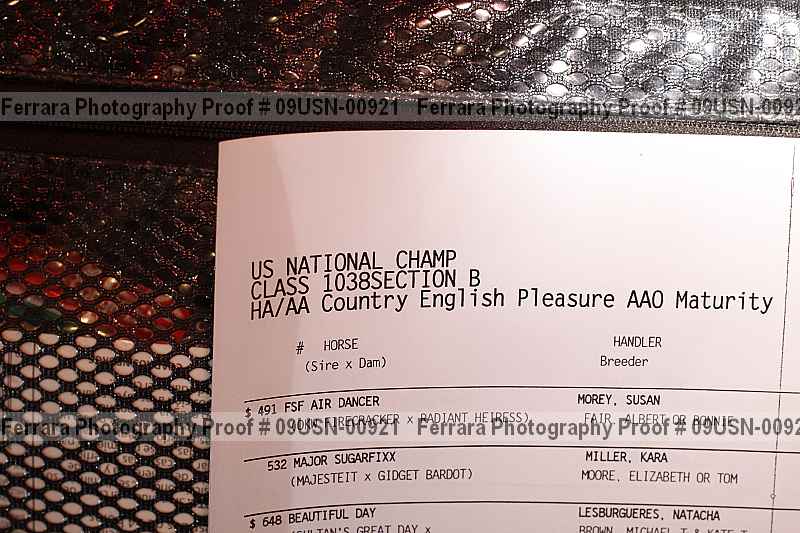 Ferrara Photography Proof # 09USN-00921 Ferrara Photography Proof # 09USN-0092
US NATIONAL CHAMP
CLASS 1038SECTION B
HA/AA Country English Pleasure AAO Maturity
# HORSE HANDLER
(Sire x Dam) Breeder
$ 491 FSF AIR DANCER MOREY, SUSAN
FIRECRACKER x RADIANT HEIRESS) FAIR, ALBERT OR BONNIE
Ferrara Photography Proof # 09USN-00921 Ferrara Photography Proof # 09USN-0092
532 MAJOR SUGARFIXX MILLER, KARA
(MAJESTEIT x GIDGET BARDOT) MOORE, ELIZABETH OR TOM
$ 648 BEAUTIFUL DAY LESBURGUERES, NATACHA
(SULTAN'S GREAT DAY x BROWN, MICHAEL T & KATE T